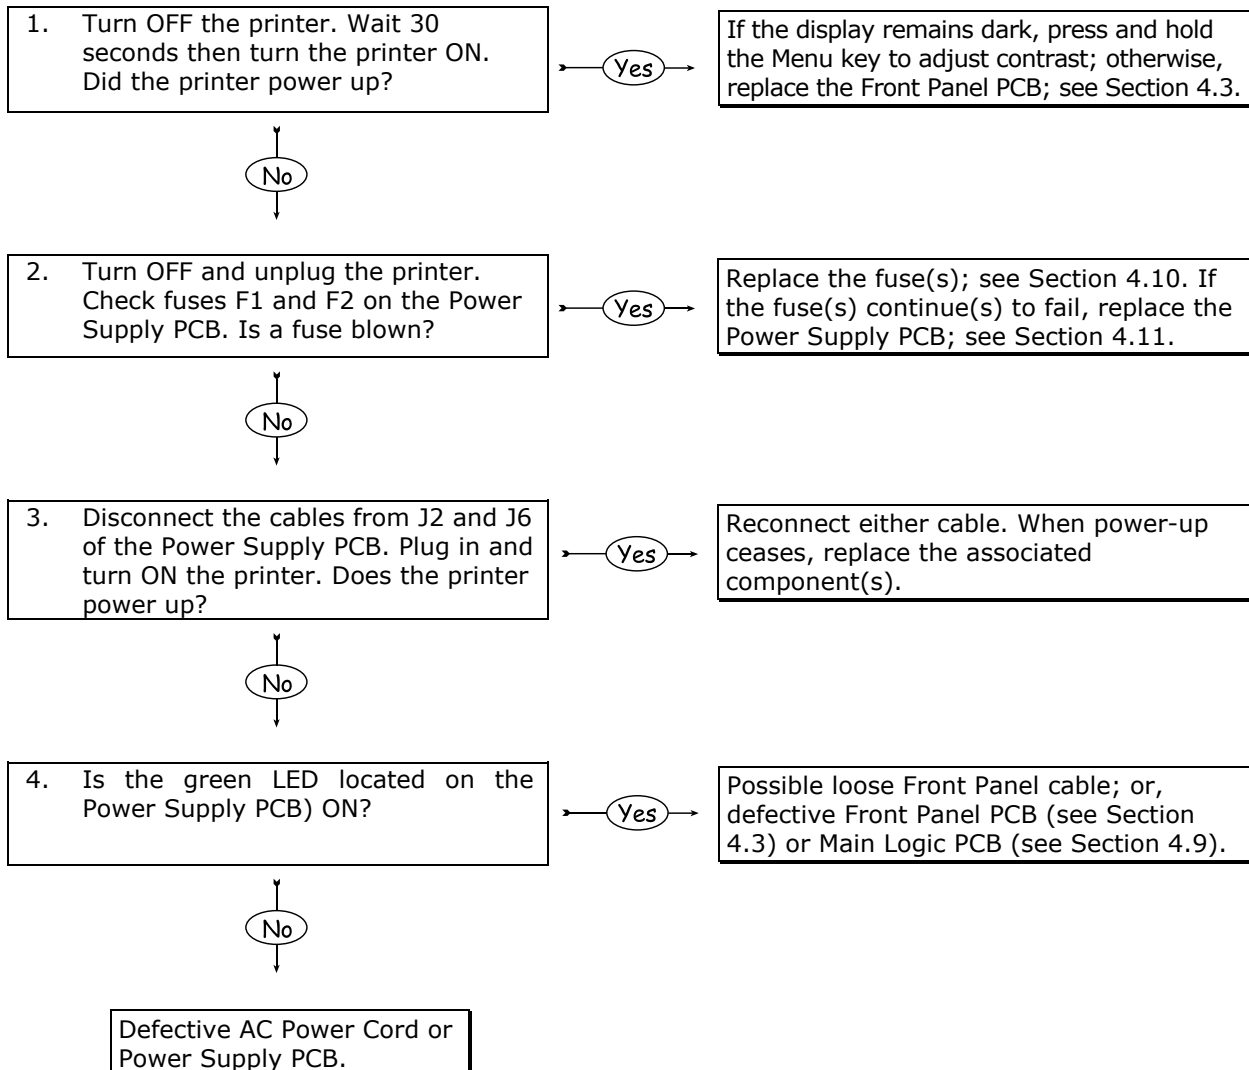 1. Turn OFF the printer. Wait 30
seconds then turn the printer ON.
Did the printer power up?
Yes
If the display remains dark, press and hold
the Menu key to adjust contrast; otherwise,
replace the Front Panel PCB; see Section 4.3.
No
2. Turn OFF and unplug the printer.
Check fuses F1 and F2 on the Power
Supply PCB. Is a fuse blown?
Yes
Replace the fuse(s); see Section 4.10. If
the fuse(s) continue(s) to fail, replace the
Power Supply PCB; see Section 4.11.
No
3. Disconnect the cables from J2 and J6
of the Power Supply PCB. Plug in and
turn ON the printer. Does the printer
power up?
Yes
Reconnect either cable. When power-up
ceases, replace the associated
component(s).
No
4. Is the green LED located on the
Power Supply PCB) ON?
Yes
Possible loose Front Panel cable; or,
defective Front Panel PCB (see Section
4.3) or Main Logic PCB (see Section 4.9).
No
Defective AC Power Cord or
Power Supply PCB.